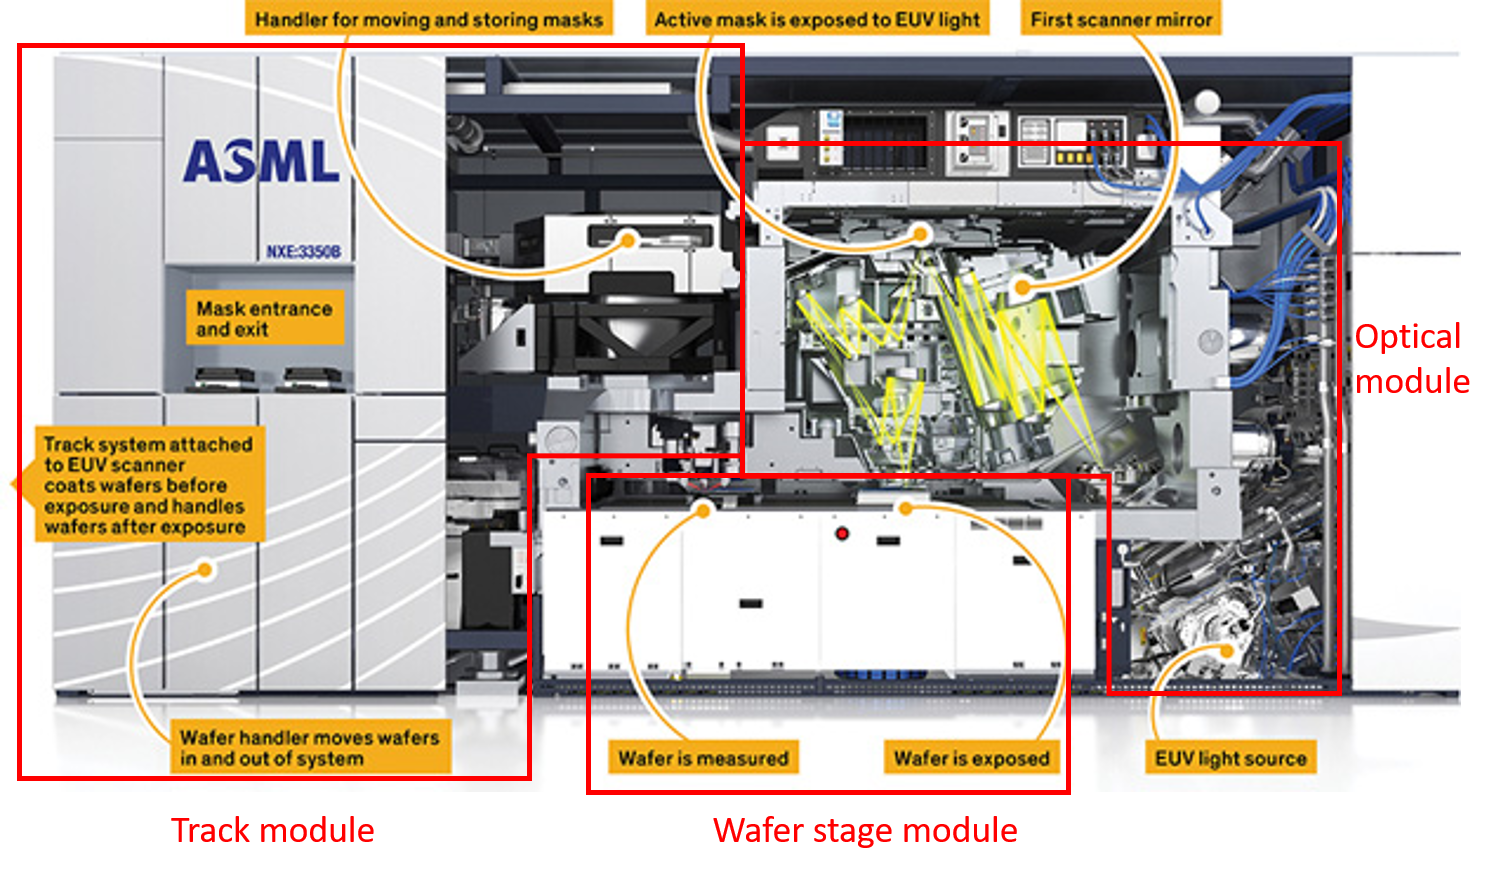 Handler for moving and storing masks
Active mask is exposed to EUV light
First scanner mirror
ASML
NXE:3350B
Mask entrance
and exit
Optical
module
Track system attached
to EUV scanner
coats wafers before
exposure and handles
wafers after exposure
Wafer handler moves wafers
in and out of system
Wafer is measured
Wafer is exposed
EUV light source
Track module
Wafer stage module